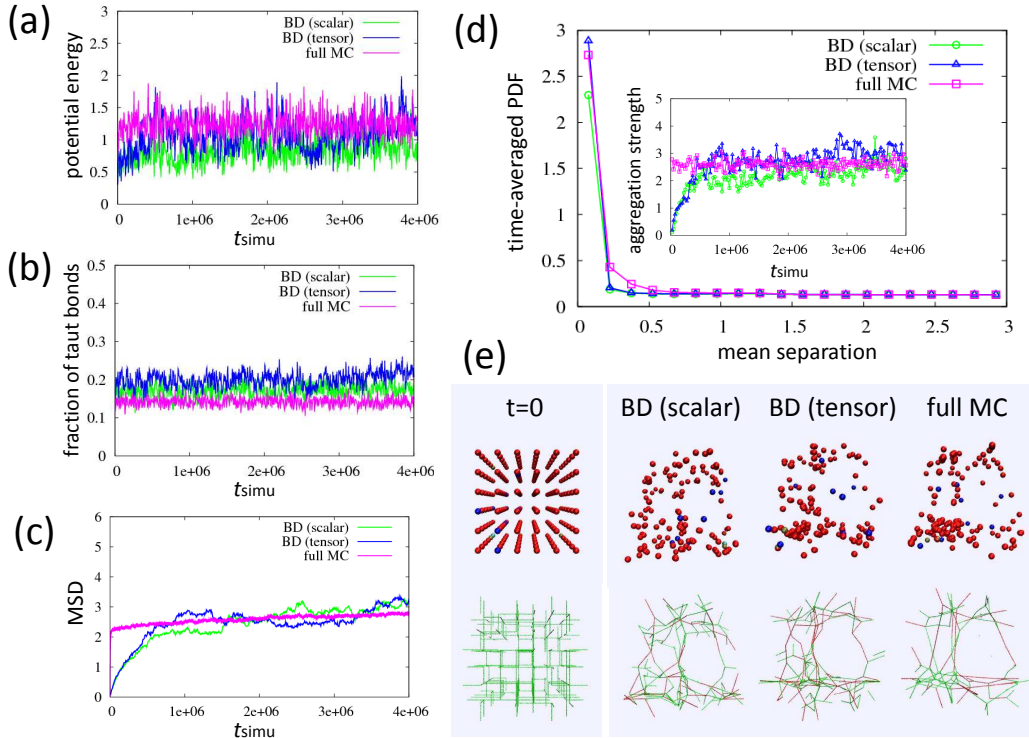 (a)
BD (scalar)
BD (tensor)
full MC
potential energy
3
2.5
2
1.5
1
0.5
0
0 1e+06 2e+06 3e+06 4e+06
tsimu
(b)
BD (scalar)
BD (tensor)
full MC
fraction of taut bonds
0.5
0.4
0.3
0.2
0.1
0
0 1e+06 2e+06 3e+06 4e+06
tsimu
(c)
BD (scalar)
BD (tensor)
full MC
MSD
6
5
4
3
2
1
0
0 1e+06 2e+06 3e+06 4e+06
tsimu
(d)
BD (scalar)
BD (tensor)
full MC
time-averaged PDF
3
2.5
2
1.5
1
0.5
0
0 0.5 1 1.5 2 2.5 3
mean separation
aggregation strength
5
4
3
2
1
0
0 1e+06 2e+06 3e+06 4e+06
tsimu
(e)
t=0 BD (scalar) BD (tensor) full MC